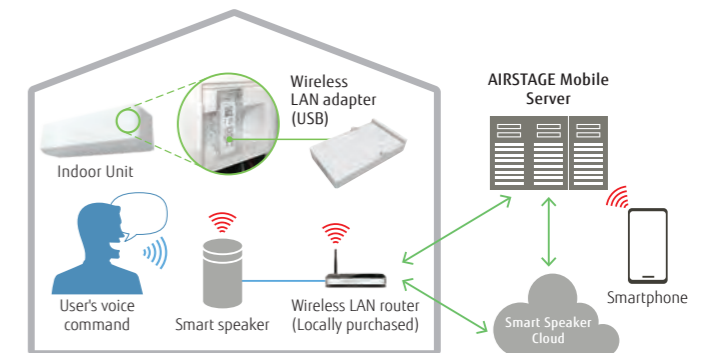 Wireless
LAN adapter
(USB)
AIRSTAGE Mobile
Server
Indoor Unit
User's voice
command
Smart speaker
Wireless LAN router
(Locally purchased)
Smart Speaker
Cloud
Smartphone